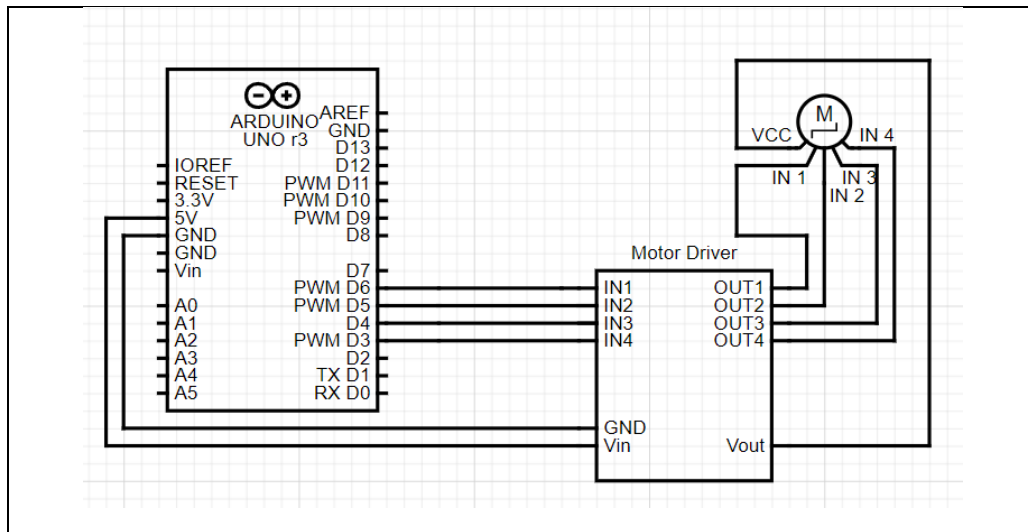 ARDUINO
UNO r3
AREF
GND
D13
D12
PWM D11
PWM D10
PWM D9
D8
D7
PWM D6
PWM D5
D4
PWM D3
D2
TX D1
RX D0
IOREF
RESET
3.3V
5V
GND
GND
Vin
A0
A1
A2
A3
A4
A5
M
VCC
IN 4
IN 1
IN 3
IN 2
Motor Driver
IN1
IN2
IN3
IN4
GND
Vin
OUT1
OUT2
OUT3
OUT4
Vout